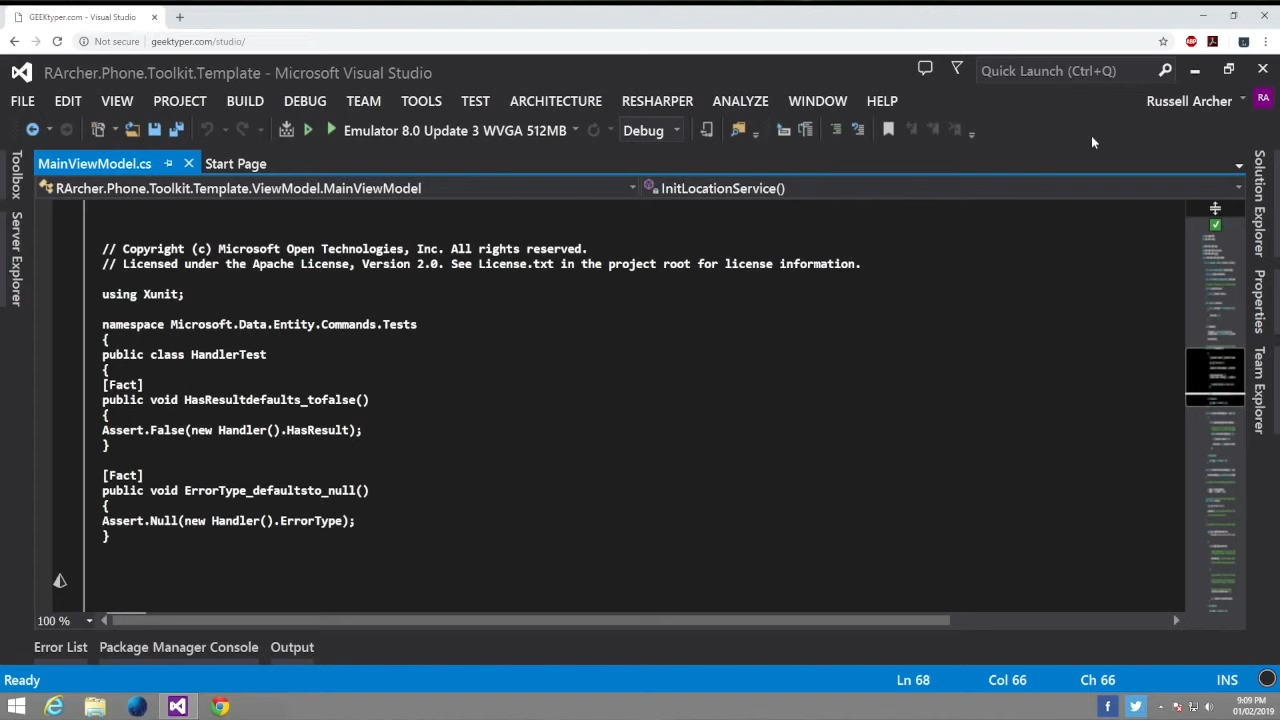 GEEKtyper.com - Visual Studio
Not secure geektyper.com/studio/
RArcher.Phone.Toolkit.Template - Microsoft Visual Studio
Quick Launch (Ctrl+Q)
FILE EDIT VIEW PROJECT BUILD DEBUG TEAM TOOLS TEST ARCHITECTURE RESHARPER ANALYZE WINDOW HELP
Russell Archer RA
Emulator 8.0 Update 3 WVGA 512MB
Debug
MainViewModel.cs
Start Page
RArcher.Phone.Toolkit.Template.ViewModel.MainViewModel
InitLocationService()
Toolbox
Server Explorer
// Copyright (c) Microsoft Open Technologies, Inc. All rights reserved.
// Licensed under the Apache License, Version 2.0. See License.txt in the project root for license information.
using Xunit;
namespace Microsoft.Data.Entity.Commands.Tests
{
public class HandlerTest
{
[Fact]
public void HasResultdefaults_tofalse()
{
Assert.False(new Handler().HasResult);
}
[Fact]
public void ErrorType_defaultsto_null()
{
Assert.Null(new Handler().ErrorType);
}
Solution Explorer
Properties
Team Explorer
100 %
Error List
Package Manager Console
Output
Ready
Ln 68
Col 66
Ch 66
INS
9:09 PM
01/02/2019